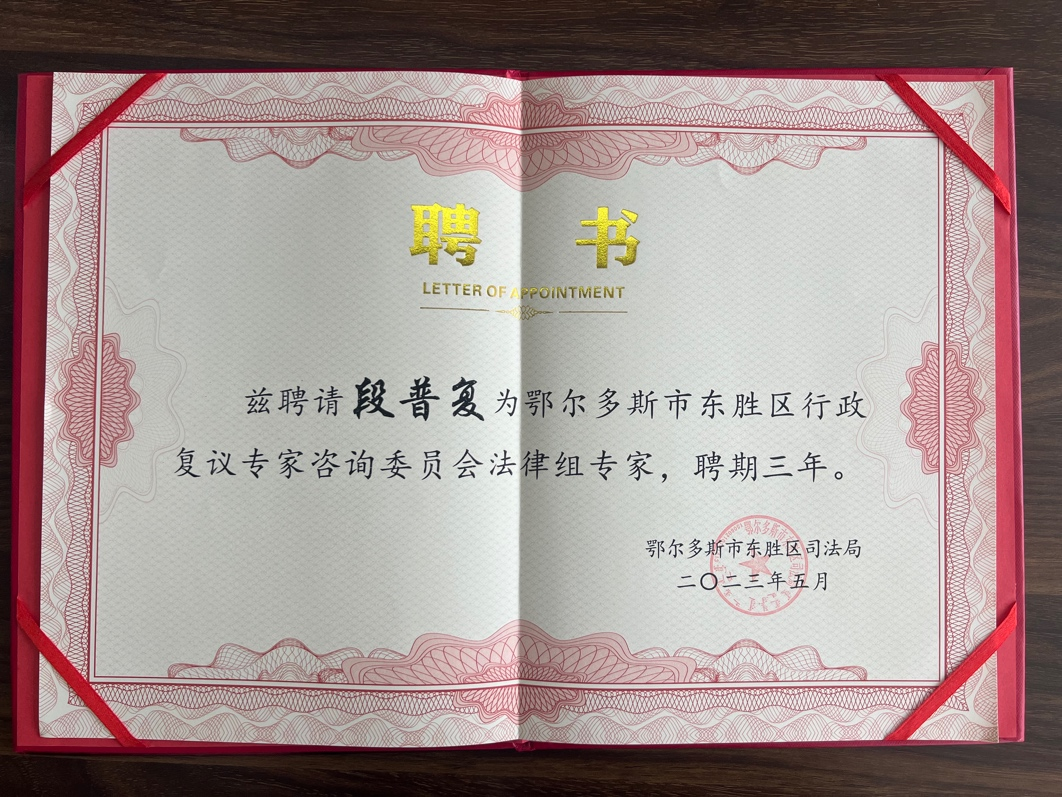 聘 书
LETTER OF APPOINTMENT
兹聘请段普复为鄂尔多斯市东胜区行政
复议专家咨询委员会法律组专家，聘期三年。
鄂尔多斯市东胜区司法局
二〇二三年五月